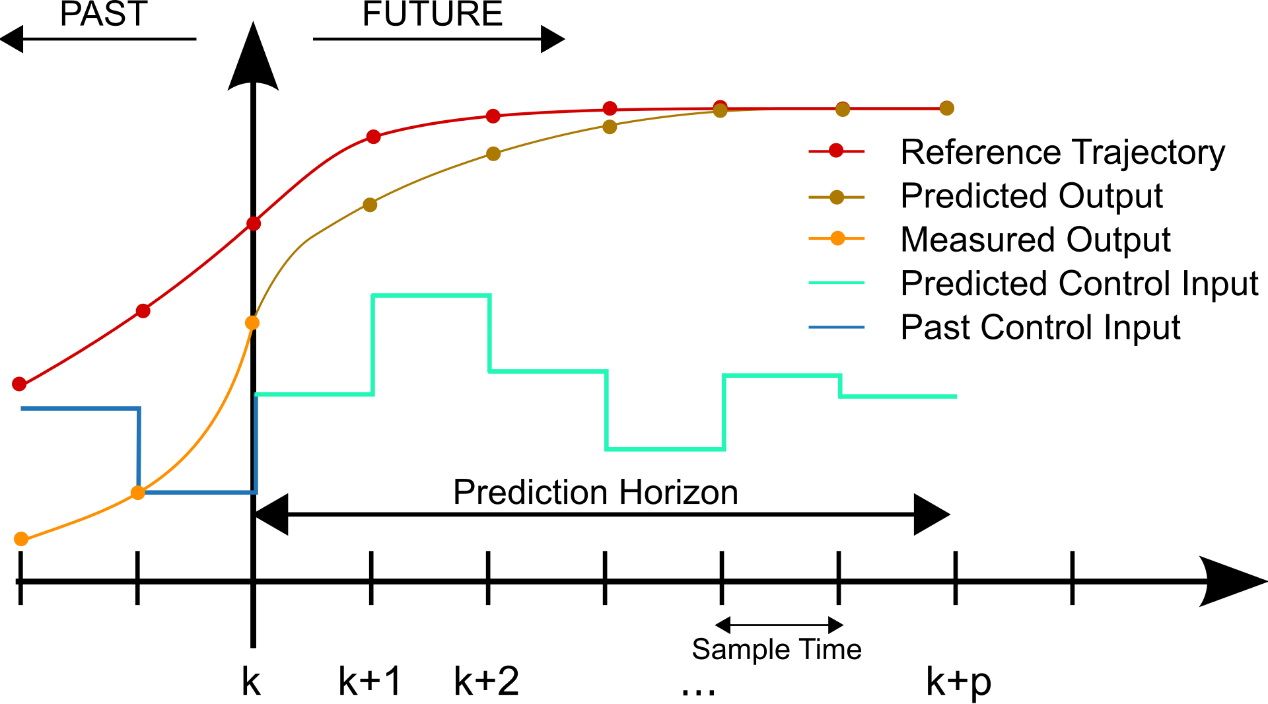 PAST
FUTURE
Reference Trajectory
Predicted Output
Measured Output
Predicted Control Input
Past Control Input
Prediction Horizon
Sample Time
k
k+1
k+2
...
k+p